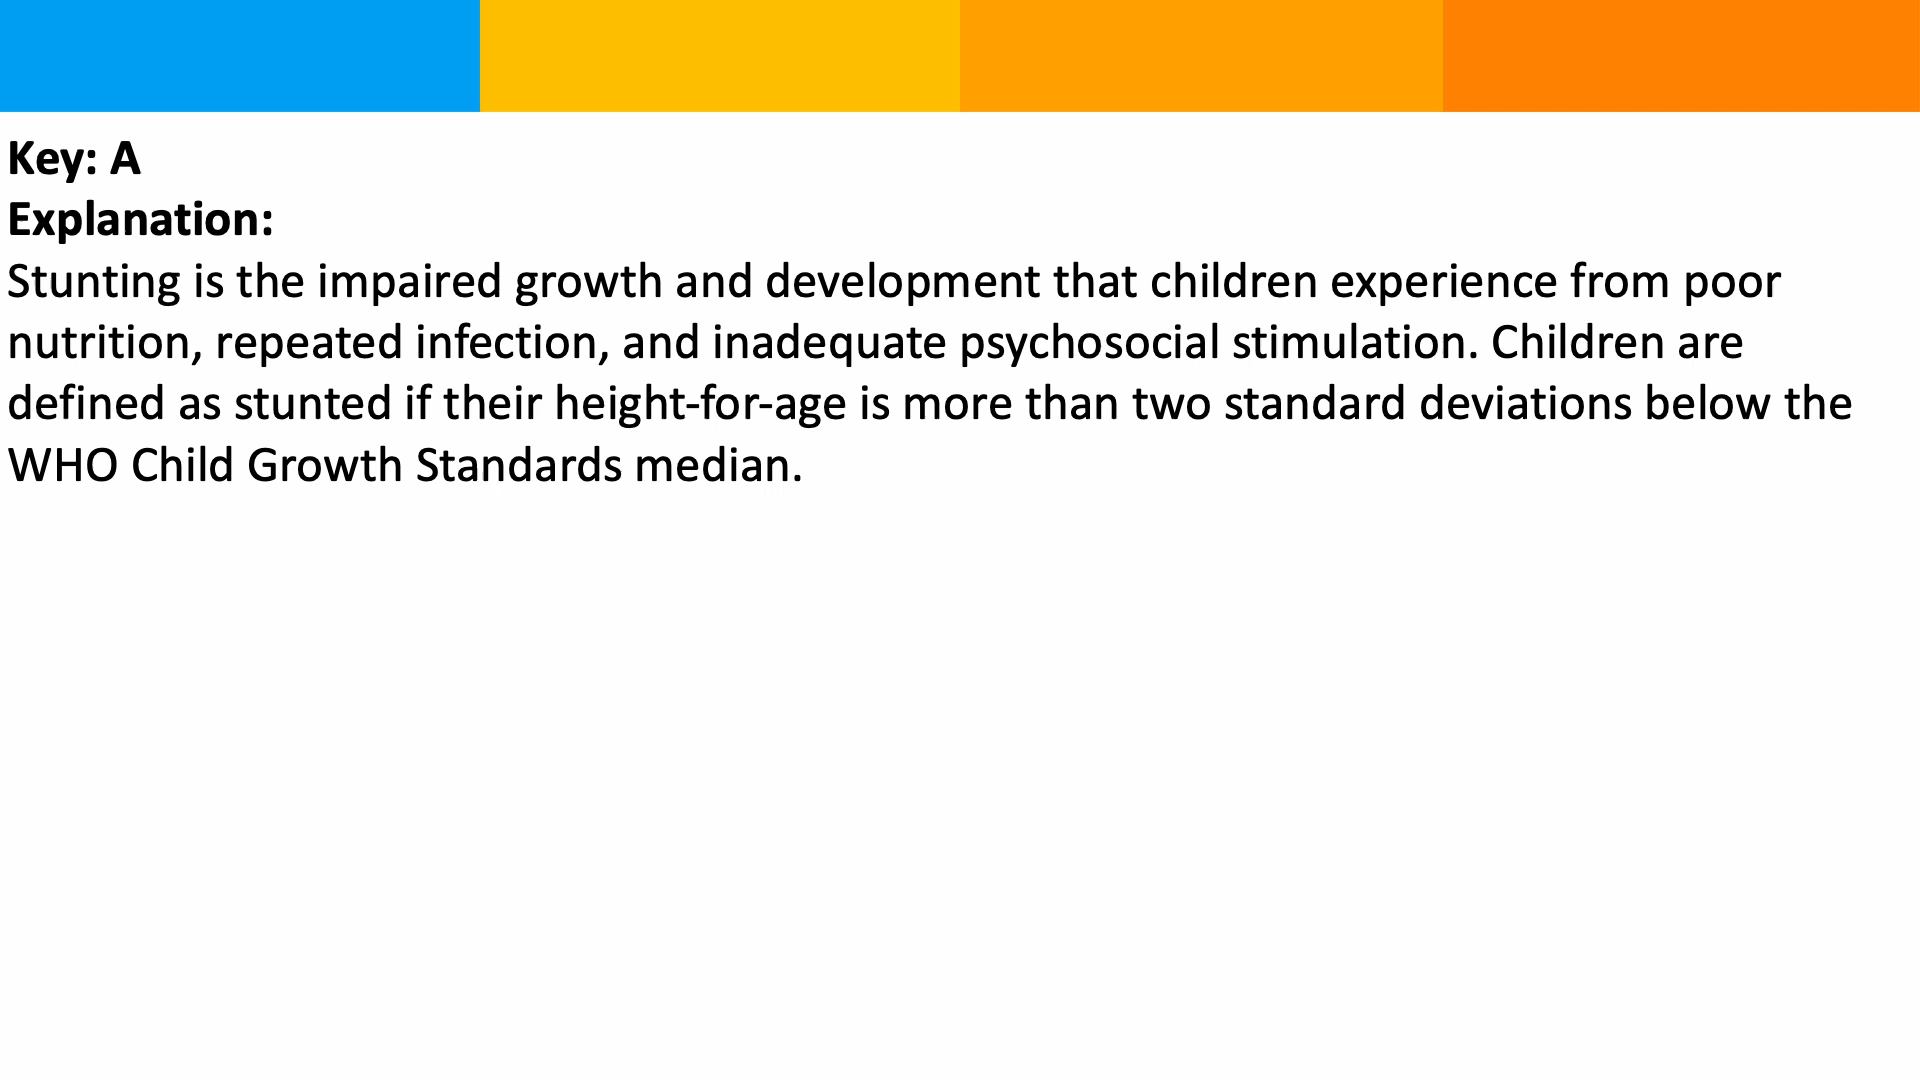 Key: A
Explanation:
Stunting is the impaired growth and development that children experience from poor
nutrition, repeated infection, and inadequate psychosocial stimulation. Children are
defined as stunted if their height-for-age is more than two standard deviations below the
WHO Child Growth Standards median.